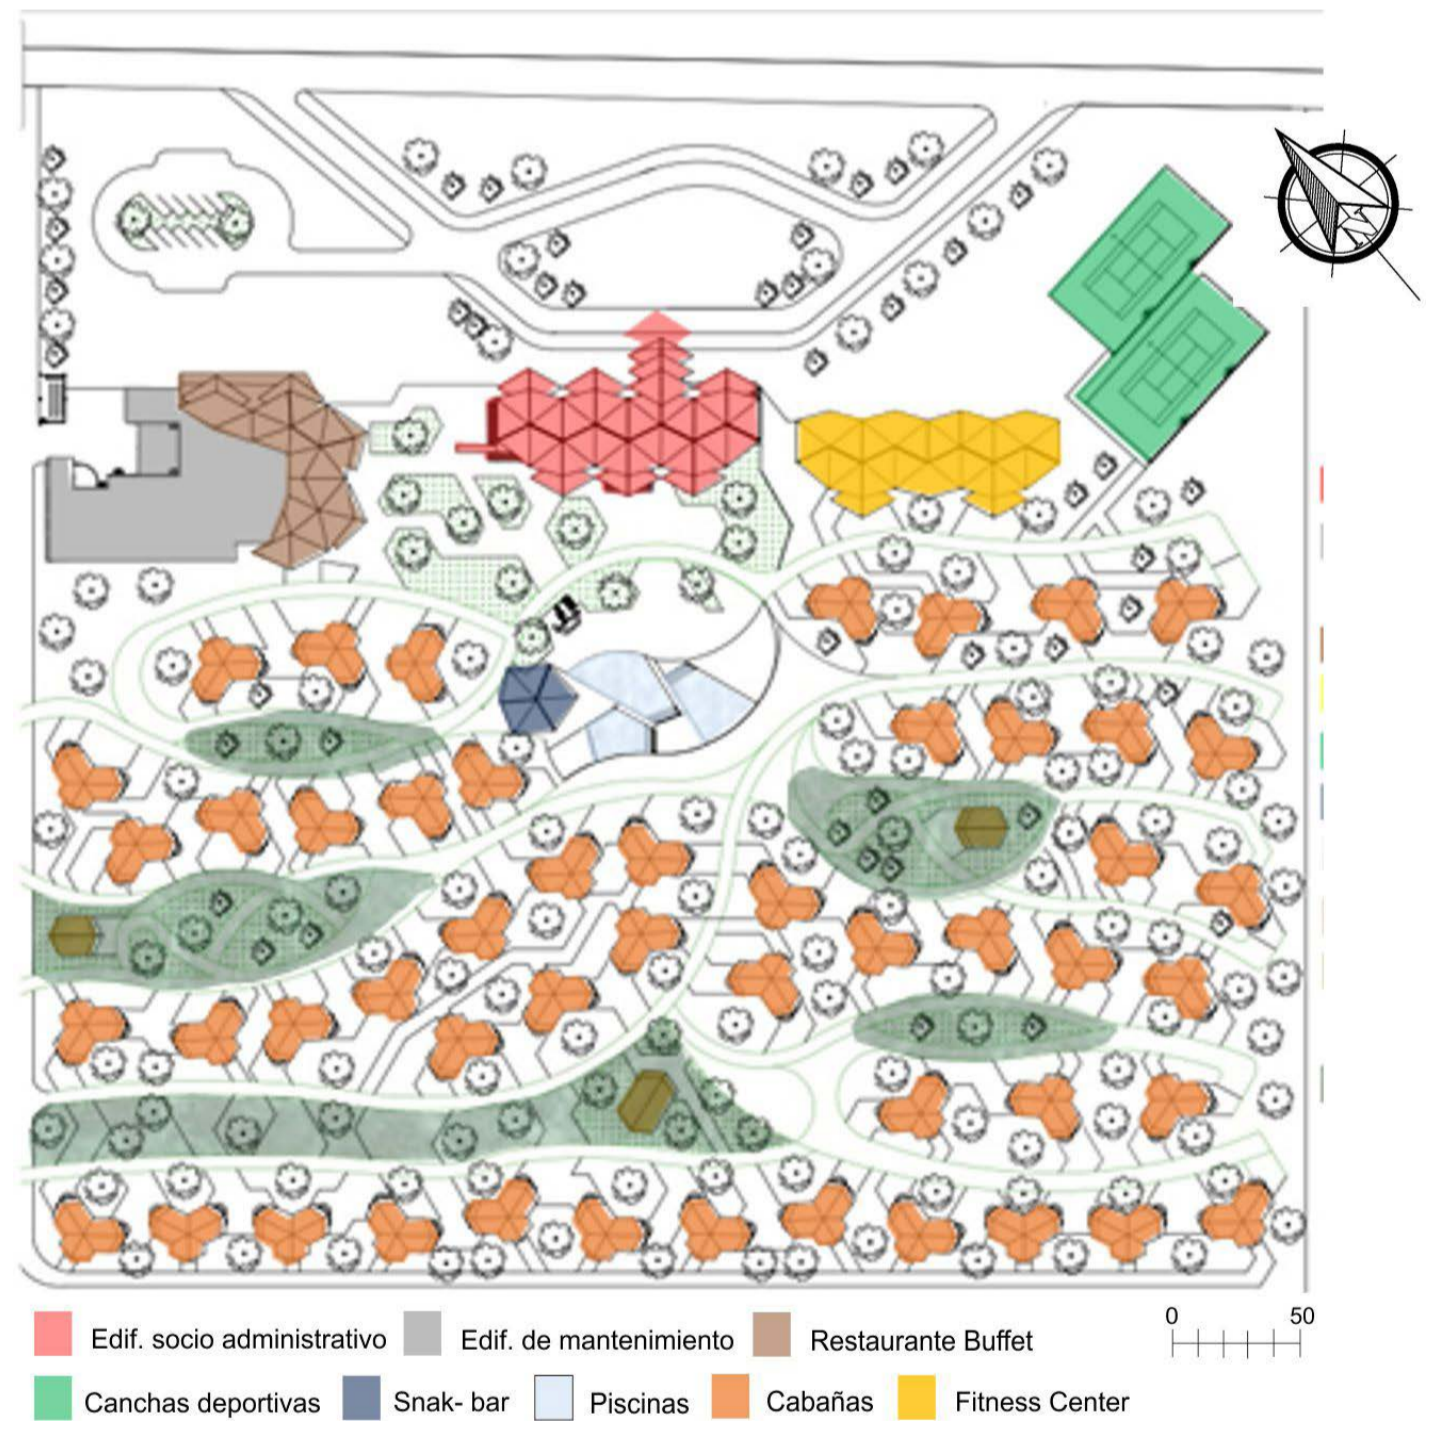 N
0 50
Edif. socio administrativo Edif. de mantenimiento Restaurante Buffet
Canchas deportivas Snak- bar Piscinas Cabañas Fitness Center